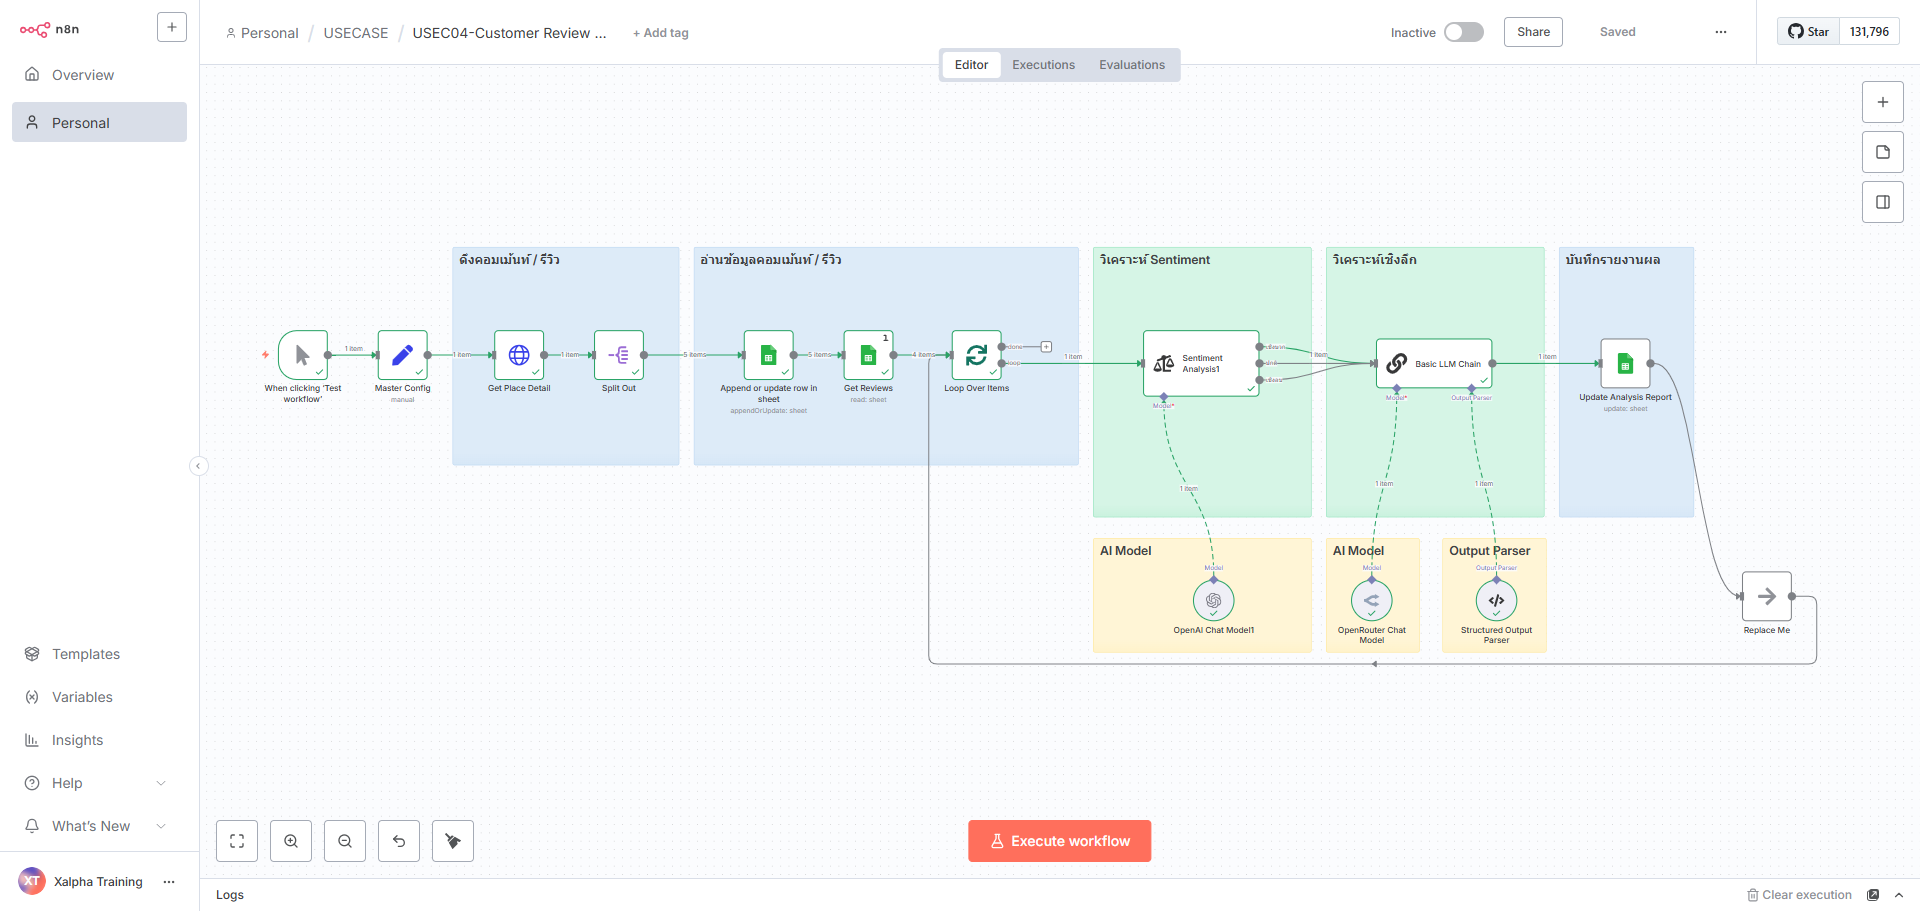 n8n
+
Personal / USECASE / USEC04-Customer Review ...
+ Add tag
Inactive
Share
Saved
...
Star
131,796
Editor
Executions
Evaluations
Overview
Personal
ดึงคอมเม้นท์ / รีวิว
อ่านข้อมูลคอมเม้นท์ / รีวิว
วิเคราะห์ Sentiment
วิเคราะห์เชิงลึก
บันทึกรายงานผล
1 item
1 item
1 item
5 items
5 items
4 items
1
done
+
loop
1 item
1 item
1 item
When clicking 'Test workflow'
Master Config
manual
Get Place Detail
Split Out
Append or update row in sheet
appendOrUpdate: sheet
Get Reviews
read: sheet
Loop Over Items
Sentiment Analysis1
Model*
Basic LLM Chain
Model*
Output Parser
Update Analysis Report
update: sheet
1 item
1 item
1 item
AI Model
AI Model
Output Parser
Model
Model
Output Parser
OpenAI Chat Model1
OpenRouter Chat Model
Structured Output Parser
Replace Me
Templates
Variables
Insights
Help
What's New
Execute workflow
XT
Xalpha Training
...
Logs
Clear execution